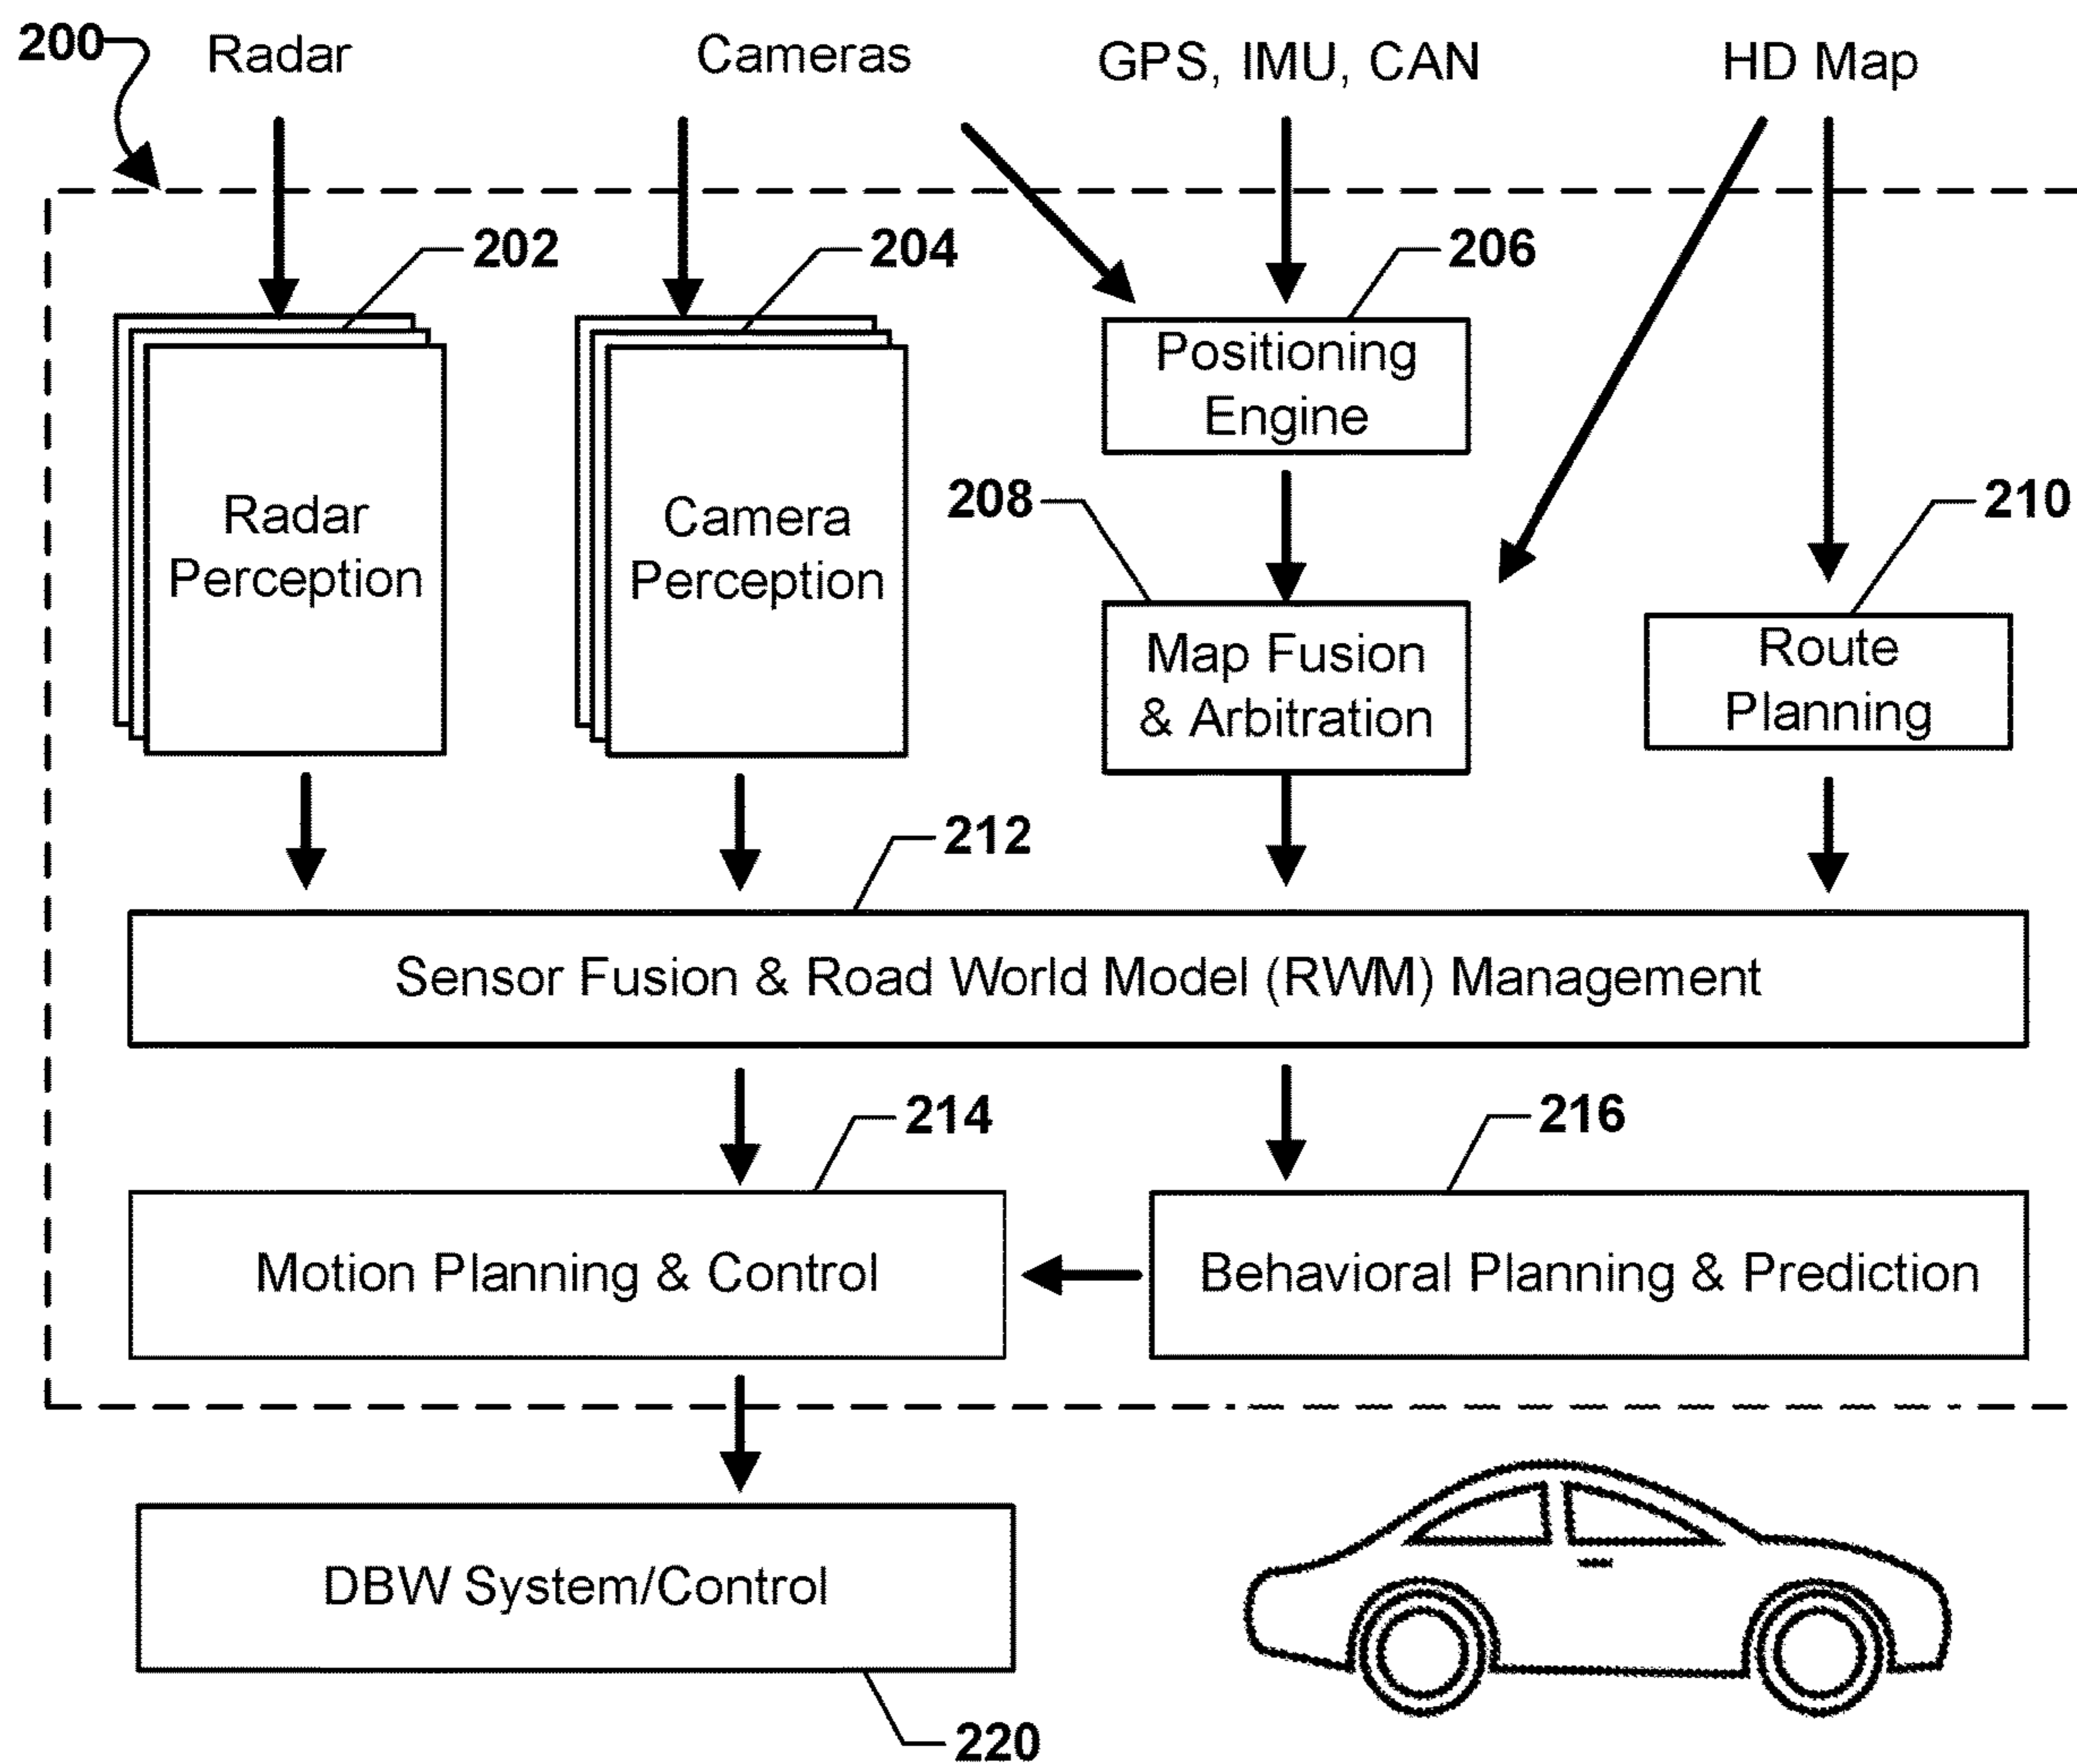 200
Radar
Cameras
GPS, IMU, CAN
HD Map
202
204
206
Positioning
Engine
208
210
Radar
Perception
Camera
Perception
Map Fusion
& Arbitration
Route
Planning
212
Sensor Fusion & Road World Model (RWM) Management
214
216
Motion Planning & Control
Behavioral Planning & Prediction
DBW System/Control
220